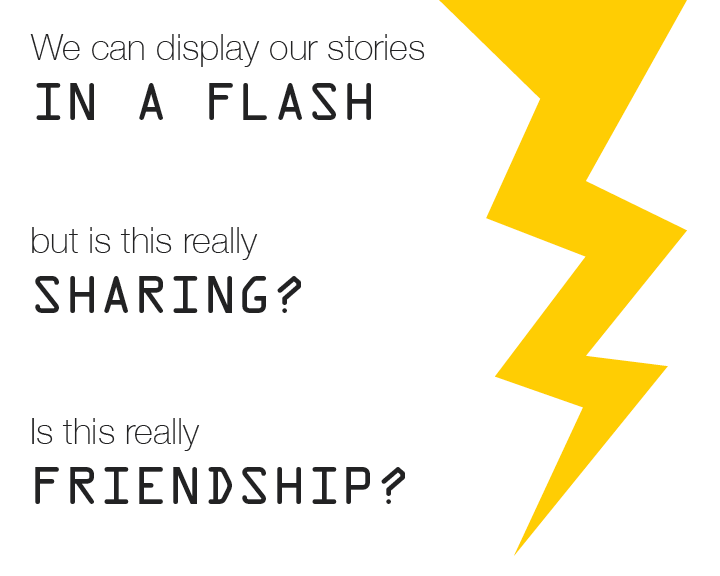 We can display our stories
IN A FLASH
but is this really
SHARING?
Is this really
FRIENDSHIP?